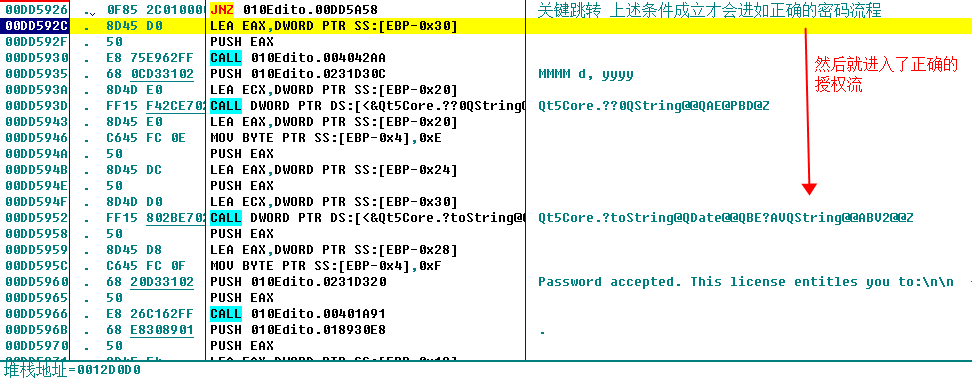 00DD5926 . 0F85 2C01000 JNZ 010Edito.00DD5A58 关键跳转 上述条件成立才会进如正确的密码流程
00DD592C . 8D45 D0 LEA EAX,DWORD PTR SS:[EBP-0x30]
00DD592F . 50 PUSH EAX 然后就进入了正确的
00DD5930 . E8 75E962FF CALL 010Edito.004042AA 授权流
00DD5935 . 68 0CD33102 PUSH 010Edito.0231D30C MMMM d, yyyy
00DD593A . 8D4D E0 LEA ECX,DWORD PTR SS:[EBP-0x20]
00DD593D . FF15 F42CE702 CALL DWORD PTR DS:[<&Qt5Core.??0QString@ Qt5Core.??0QString@@QAE@PBD@Z
00DD5943 . 8D45 E0 LEA EAX,DWORD PTR SS:[EBP-0x20]
00DD5946 . C645 FC 0E MOV BYTE PTR SS:[EBP-0x4],0xE
00DD594A . 50 PUSH EAX
00DD594B . 8D45 DC LEA EAX,DWORD PTR SS:[EBP-0x24]
00DD594E . 50 PUSH EAX
00DD594F . 8D4D D0 LEA ECX,DWORD PTR SS:[EBP-0x30]
00DD5952 . FF15 802BE702 CALL DWORD PTR DS:[<&Qt5Core.?toString@Q Qt5Core.?toString@QDate@@QBE?AVQString@@ABV2@@Z
00DD5958 . 50 PUSH EAX
00DD5959 . 8D45 D8 LEA EAX,DWORD PTR SS:[EBP-0x28]
00DD595C . C645 FC 0F MOV BYTE PTR SS:[EBP-0x4],0xF
00DD5960 . 68 20D33102 PUSH 010Edito.0231D320 Password accepted. This license entitles you to:\n\n
00DD5965 . 50 PUSH EAX
00DD5966 . E8 26C162FF CALL 010Edito.00401A91
00DD596B . 68 E8308901 PUSH 010Edito.018930E8 .
00DD5970 . 50 PUSH EAX
堆栈地址=0012D0D0